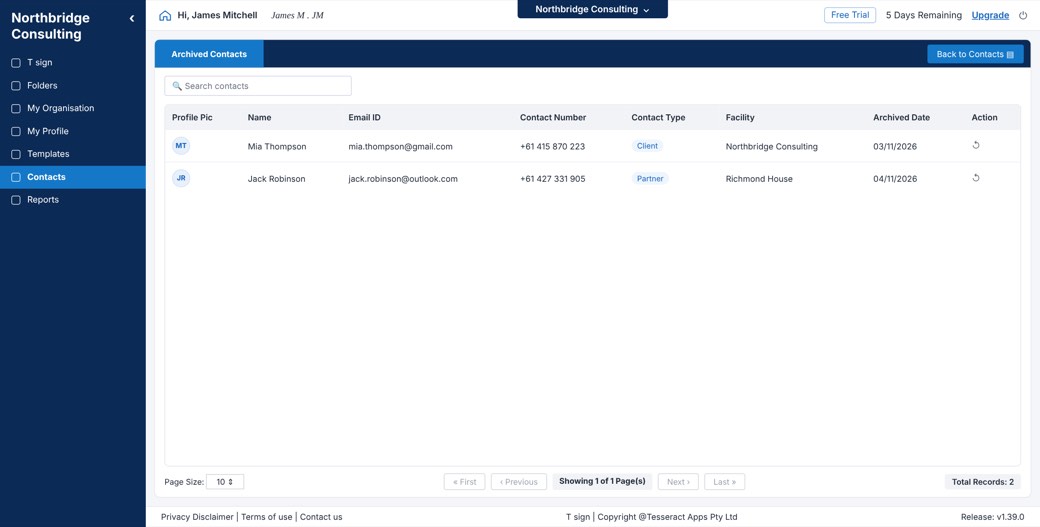 Northbridge Consulting
T sign
Folders
My Organisation
My Profile
Templates
Contacts
Reports
Hi, James Mitchell James M . JM
Northbridge Consulting
Free Trial 5 Days Remaining Upgrade
Archived Contacts
Back to Contacts
Search contacts
Profile Pic Name Email ID Contact Number Contact Type Facility Archived Date Action
MT Mia Thompson mia.thompson@gmail.com +61 415 870 223 Client Northbridge Consulting 03/11/2026
JR Jack Robinson jack.robinson@outlook.com +61 427 331 905 Partner Richmond House 04/11/2026
Page Size: 10 « First ‹ Previous Showing 1 of 1 Page(s) Next › Last » Total Records: 2
Privacy Disclaimer | Terms of use | Contact us T sign | Copyright @Tesseract Apps Pty Ltd Release: v1.39.0